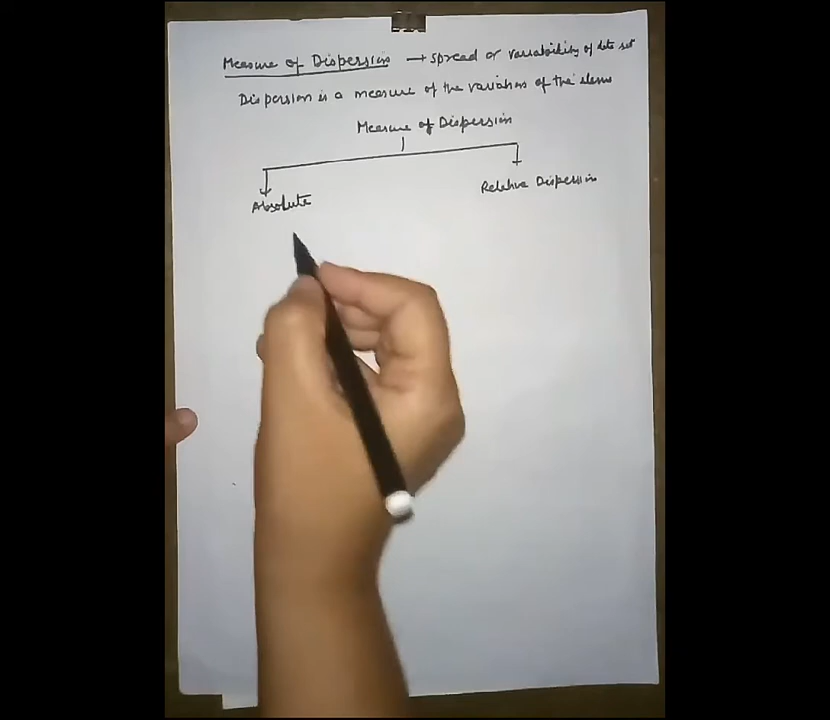 Measure of Dispersion → spread or variability of data set
Dispersion is a measure of the variation of the items
Measure of Dispersion
Absolute
Relative Dispersion